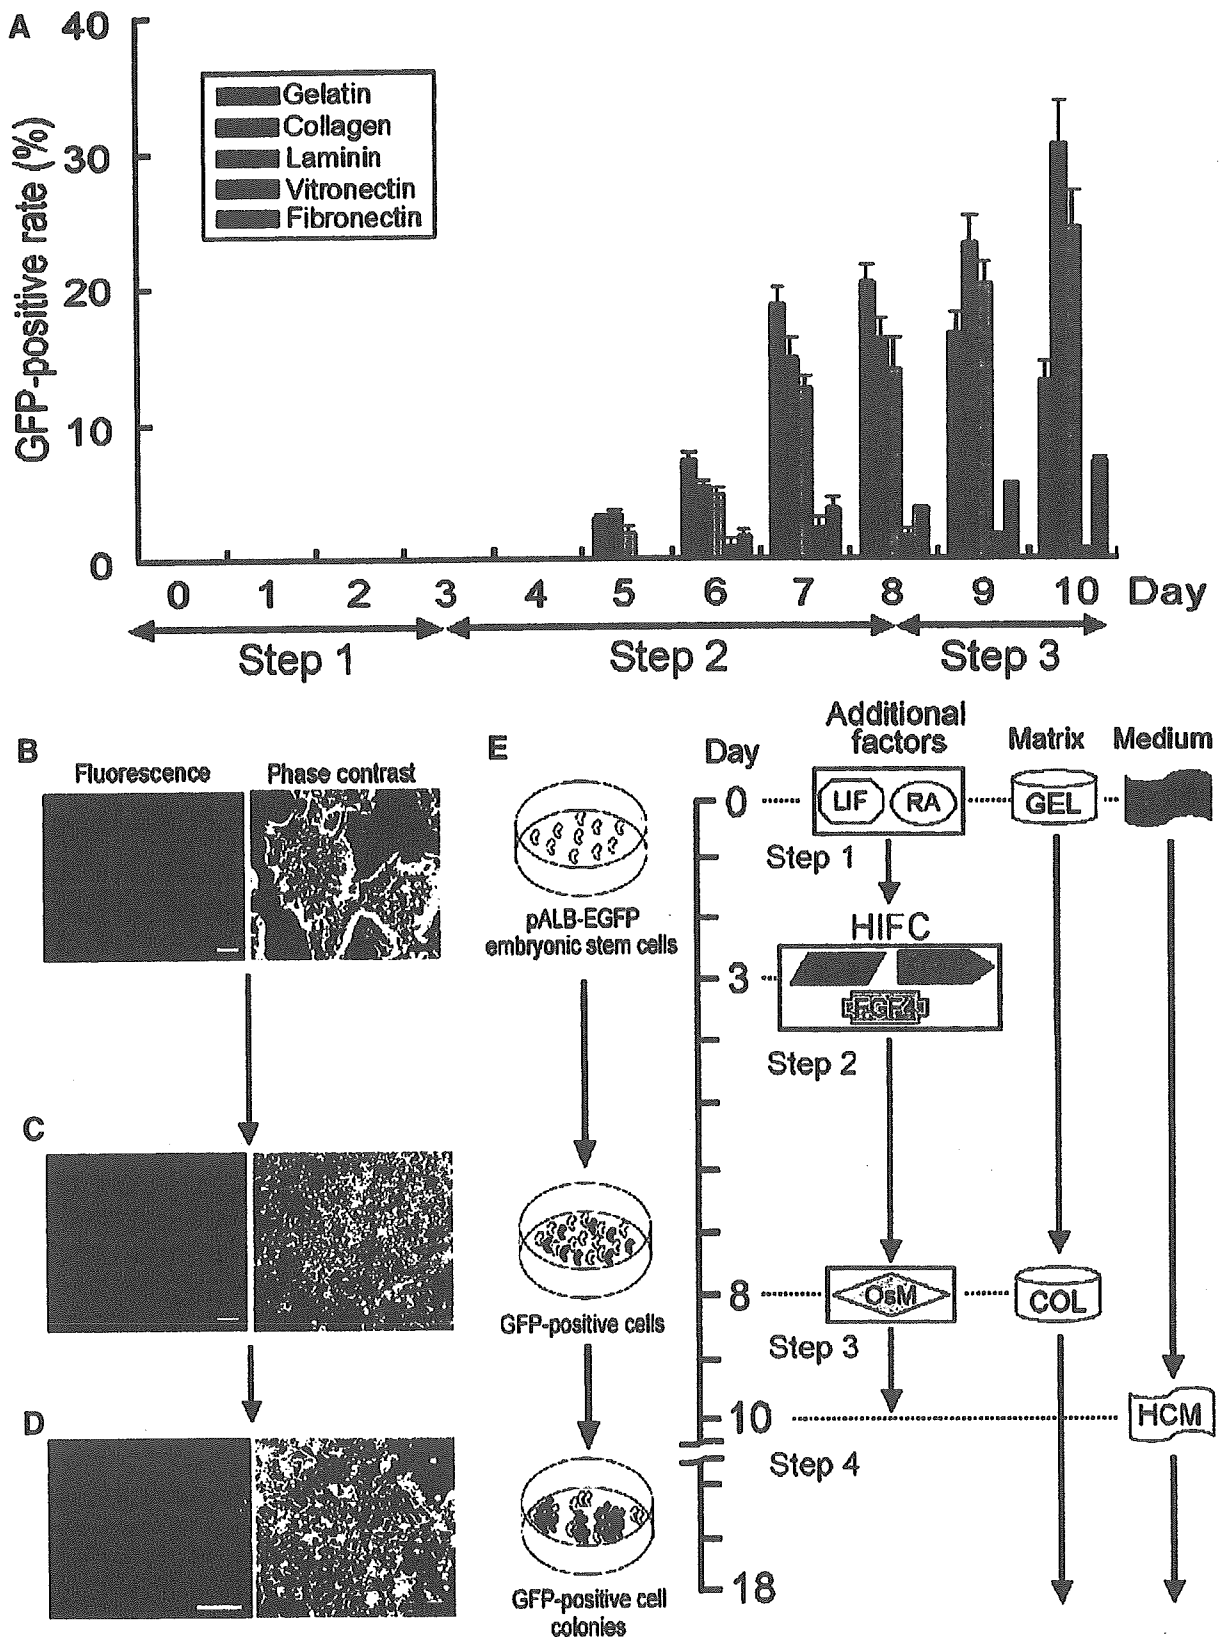 A
40
30
20
10
0
GFP-positive rate (%)
Gelatin
Collagen
Laminin
Vitronectin
Fibronectin
0 1 2 3 4 5 6 7 8 9 10 Day
Step 1 Step 2 Step 3
B
Fluorescence Phase contrast
C
D
E
pALB-EGFP
embryonic stem cells
GFP-positive cells
GFP-positive cell
colonies
Day
Additional
factors
Matrix
Medium
0
LIF RA
GEL
Step 1
HIFC
3
FGF4
Step 2
8
OsM
COL
Step 3
10
HCM
Step 4
18